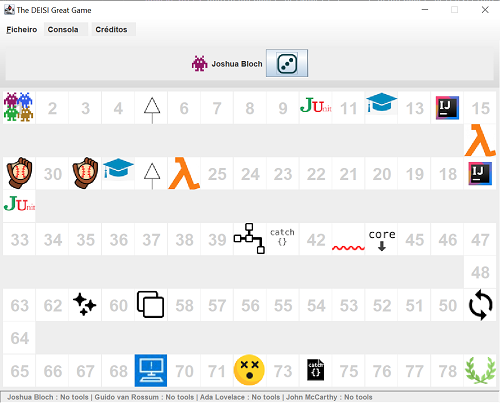 The DEISI Great Game
Ficheiro Consola Créditos
Joshua Bloch
2 3 4 6 7 8 9 JUnit 11 13 IJ 15
30 25 24 23 22 21 20 19 18 IJ
JUnit
33 34 35 36 37 38 39 catch {} 42 core 45 46 47
48
63 62 60 58 57 56 55 54 53 52 51 50
64
65 66 67 68 70 71 73 catch {} 75 76 77 78
Joshua Bloch : No tools | Guido van Rossum : No tools | Ada Lovelace : No tools | John McCarthy : No tools